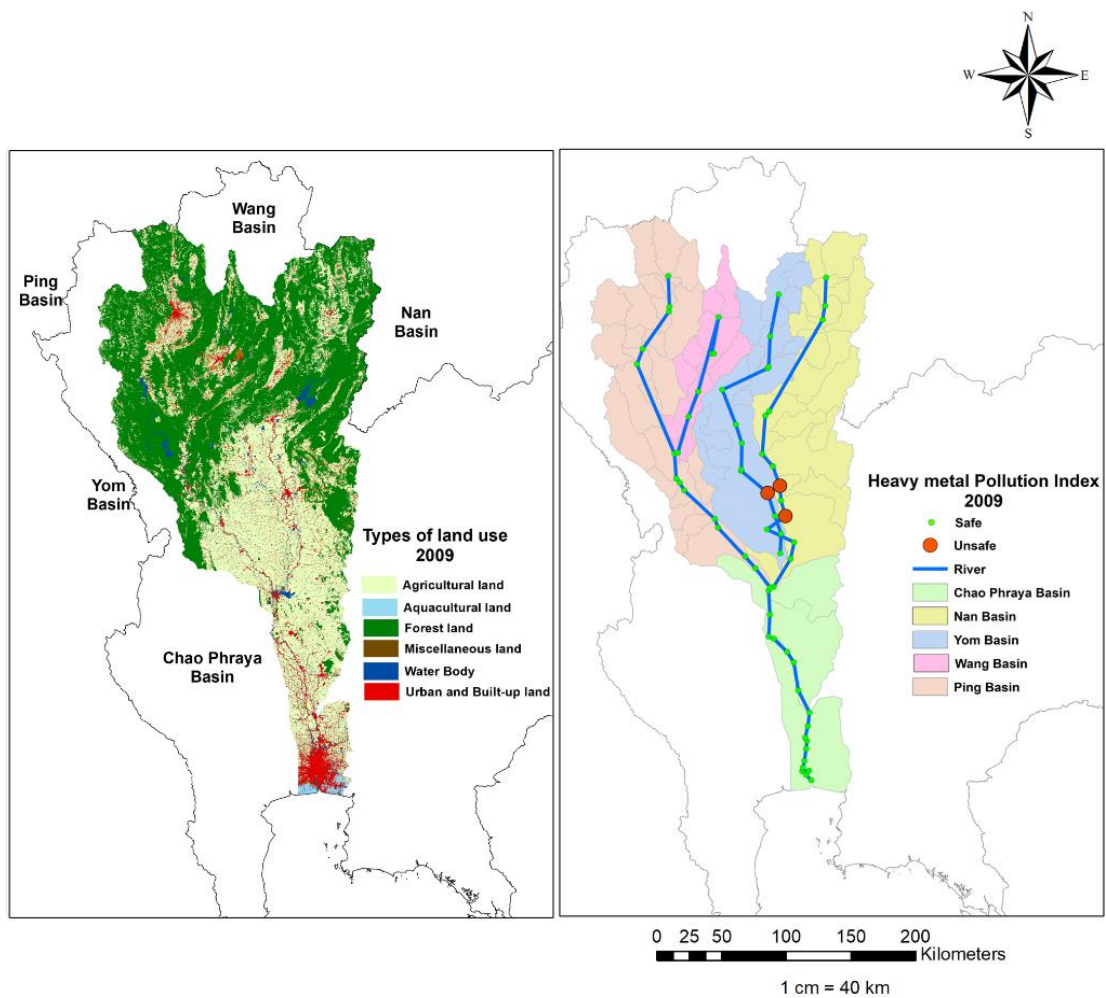 N
W
E
S
Wang
Basin
Ping
Basin
Nan
Basin
Yom
Basin
Chao Phraya
Basin
Types of land use
2009
Agricultural land
Aquacultural land
Forest land
Miscellaneous land
Water Body
Urban and Built-up land
Heavy metal Pollution Index
2009
Safe
Unsafe
River
Chao Phraya Basin
Nan Basin
Yom Basin
Wang Basin
Ping Basin
0 25 50 100 150 200
Kilometers
1 cm = 40 km